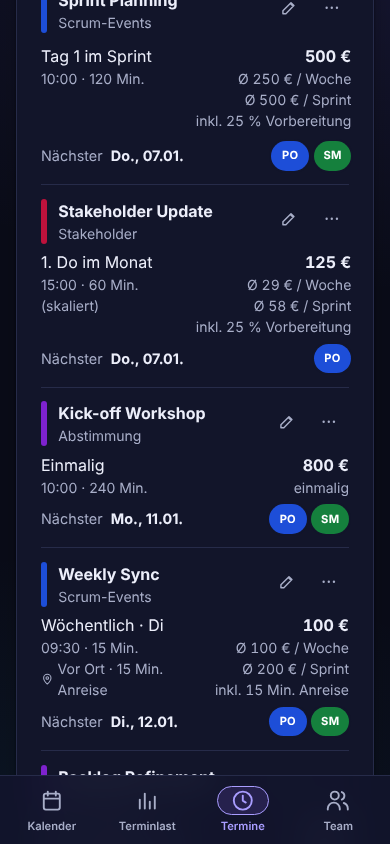 Sprint Planning
Scrum-Events
Tag 1 im Sprint 500 €
10:00 · 120 Min. Ø 250 € / Woche
Ø 500 € / Sprint
inkl. 25 % Vorbereitung
Nächster Do., 07.01. PO SM
Stakeholder Update
Stakeholder
1. Do im Monat 125 €
15:00 · 60 Min. Ø 29 € / Woche
(skaliert) Ø 58 € / Sprint
inkl. 25 % Vorbereitung
Nächster Do., 07.01. PO
Kick-off Workshop
Abstimmung
Einmalig 800 €
10:00 · 240 Min. einmalig
Nächster Mo., 11.01. PO SM
Weekly Sync
Scrum-Events
Wöchentlich · Di 100 €
09:30 · 15 Min. Ø 100 € / Woche
Vor Ort · 15 Min. Ø 200 € / Sprint
Anreise inkl. 15 Min. Anreise
Nächster Di., 12.01. PO SM
Backlog Refinement
Kalender Terminlast Termine Team